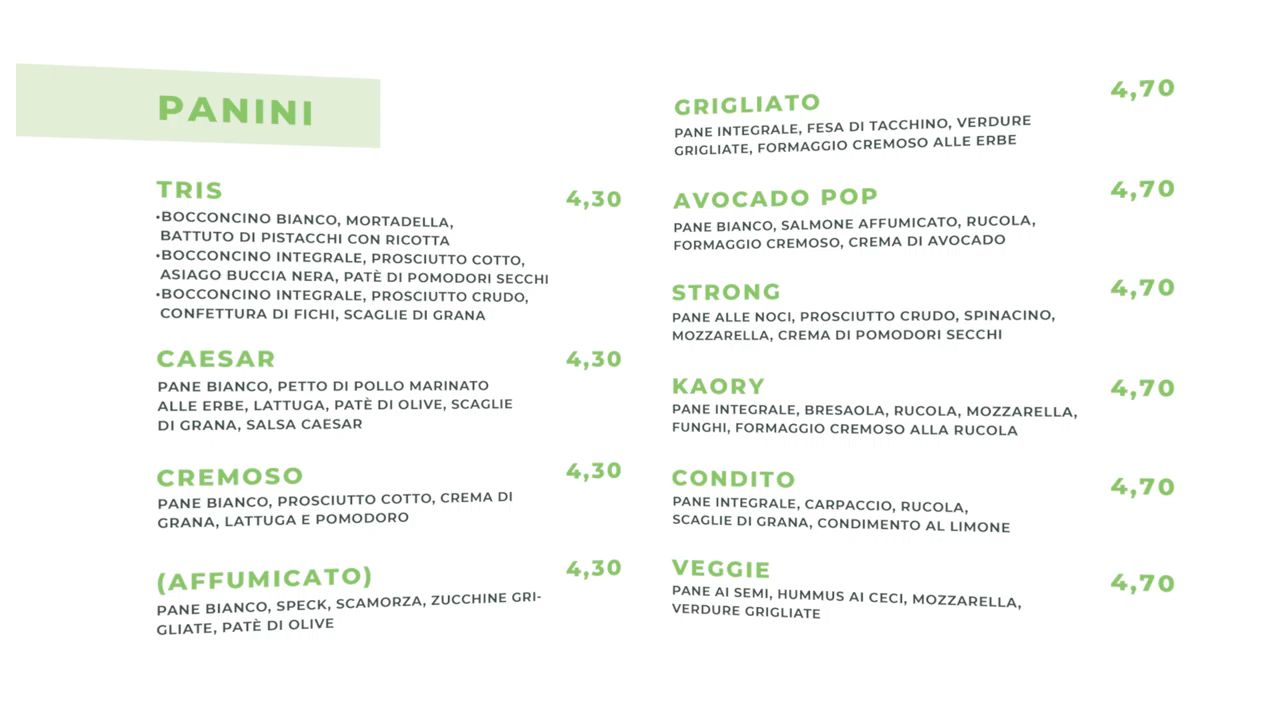 PANINI
TRIS 4,30
•BOCCONCINO BIANCO, MORTADELLA,
BATTUTO DI PISTACCHI CON RICOTTA
•BOCCONCINO INTEGRALE, PROSCIUTTO COTTO,
ASIAGO BUCCIA NERA, PATÈ DI POMODORI SECCHI
•BOCCONCINO INTEGRALE, PROSCIUTTO CRUDO,
CONFETTURA DI FICHI, SCAGLIE DI GRANA
CAESAR 4,30
PANE BIANCO, PETTO DI POLLO MARINATO
ALLE ERBE, LATTUGA, PATÈ DI OLIVE, SCAGLIE
DI GRANA, SALSA CAESAR
CREMOSO 4,30
PANE BIANCO, PROSCIUTTO COTTO, CREMA DI
GRANA, LATTUGA E POMODORO
(AFFUMICATO) 4,30
PANE BIANCO, SPECK, SCAMORZA, ZUCCHINE GRI-
GLIATE, PATÈ DI OLIVE
GRIGLIATO 4,70
PANE INTEGRALE, FESA DI TACCHINO, VERDURE
GRIGLIATE, FORMAGGIO CREMOSO ALLE ERBE
AVOCADO POP 4,70
PANE BIANCO, SALMONE AFFUMICATO, RUCOLA,
FORMAGGIO CREMOSO, CREMA DI AVOCADO
STRONG 4,70
PANE ALLE NOCI, PROSCIUTTO CRUDO, SPINACINO,
MOZZARELLA, CREMA DI POMODORI SECCHI
KAORY 4,70
PANE INTEGRALE, BRESAOLA, RUCOLA, MOZZARELLA,
FUNGHI, FORMAGGIO CREMOSO ALLA RUCOLA
CONDITO 4,70
PANE INTEGRALE, CARPACCIO, RUCOLA,
SCAGLIE DI GRANA, CONDIMENTO AL LIMONE
VEGGIE 4,70
PANE AI SEMI, HUMMUS AI CECI, MOZZARELLA,
VERDURE GRIGLIATE